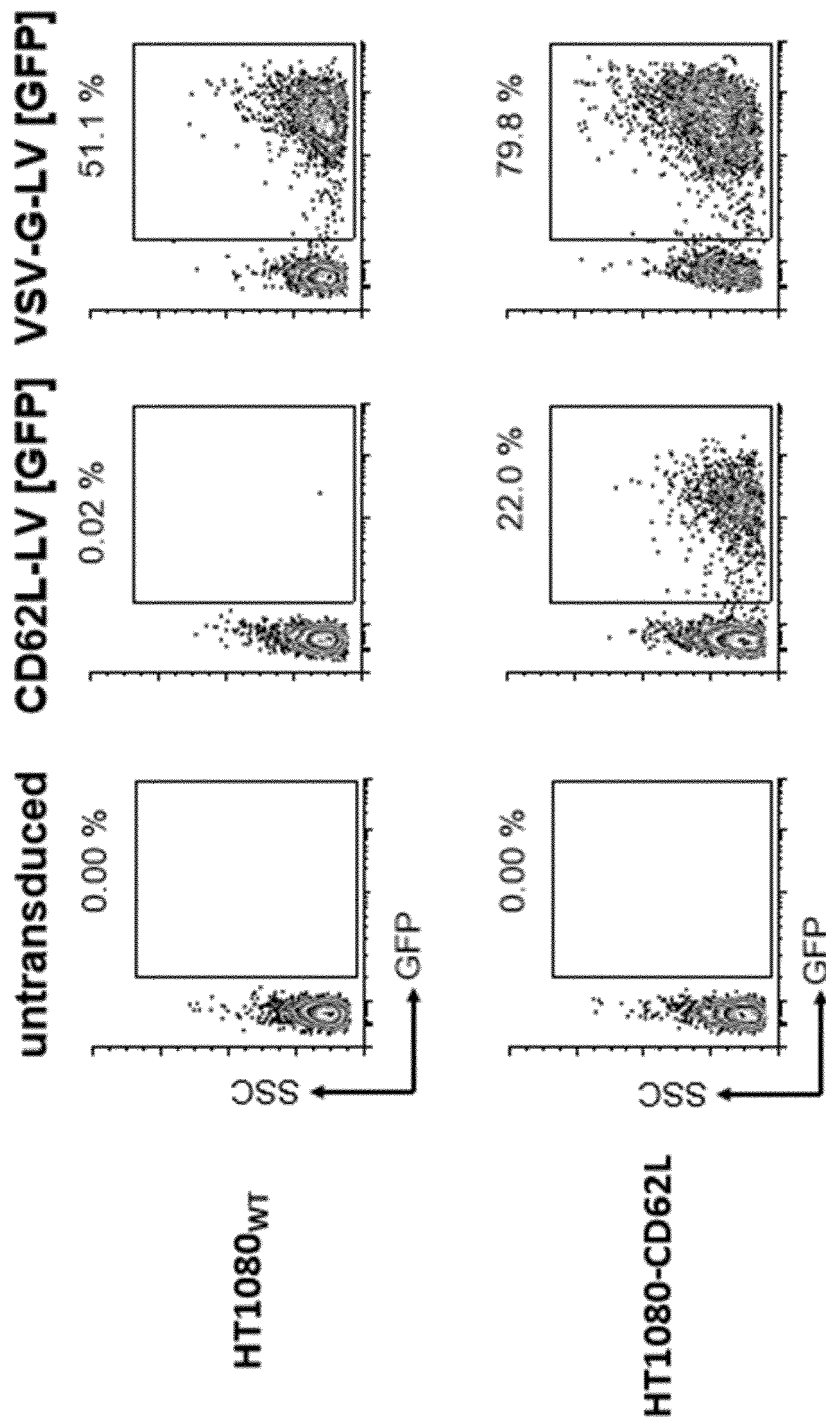 untransduced CD62L-LV [GFP] VSV-G-LV [GFP]
HT1080WT
SSC
GFP
0.00 %
0.02 %
51.1 %
HT1080-CD62L
SSC
GFP
0.00 %
22.0 %
79.8 %